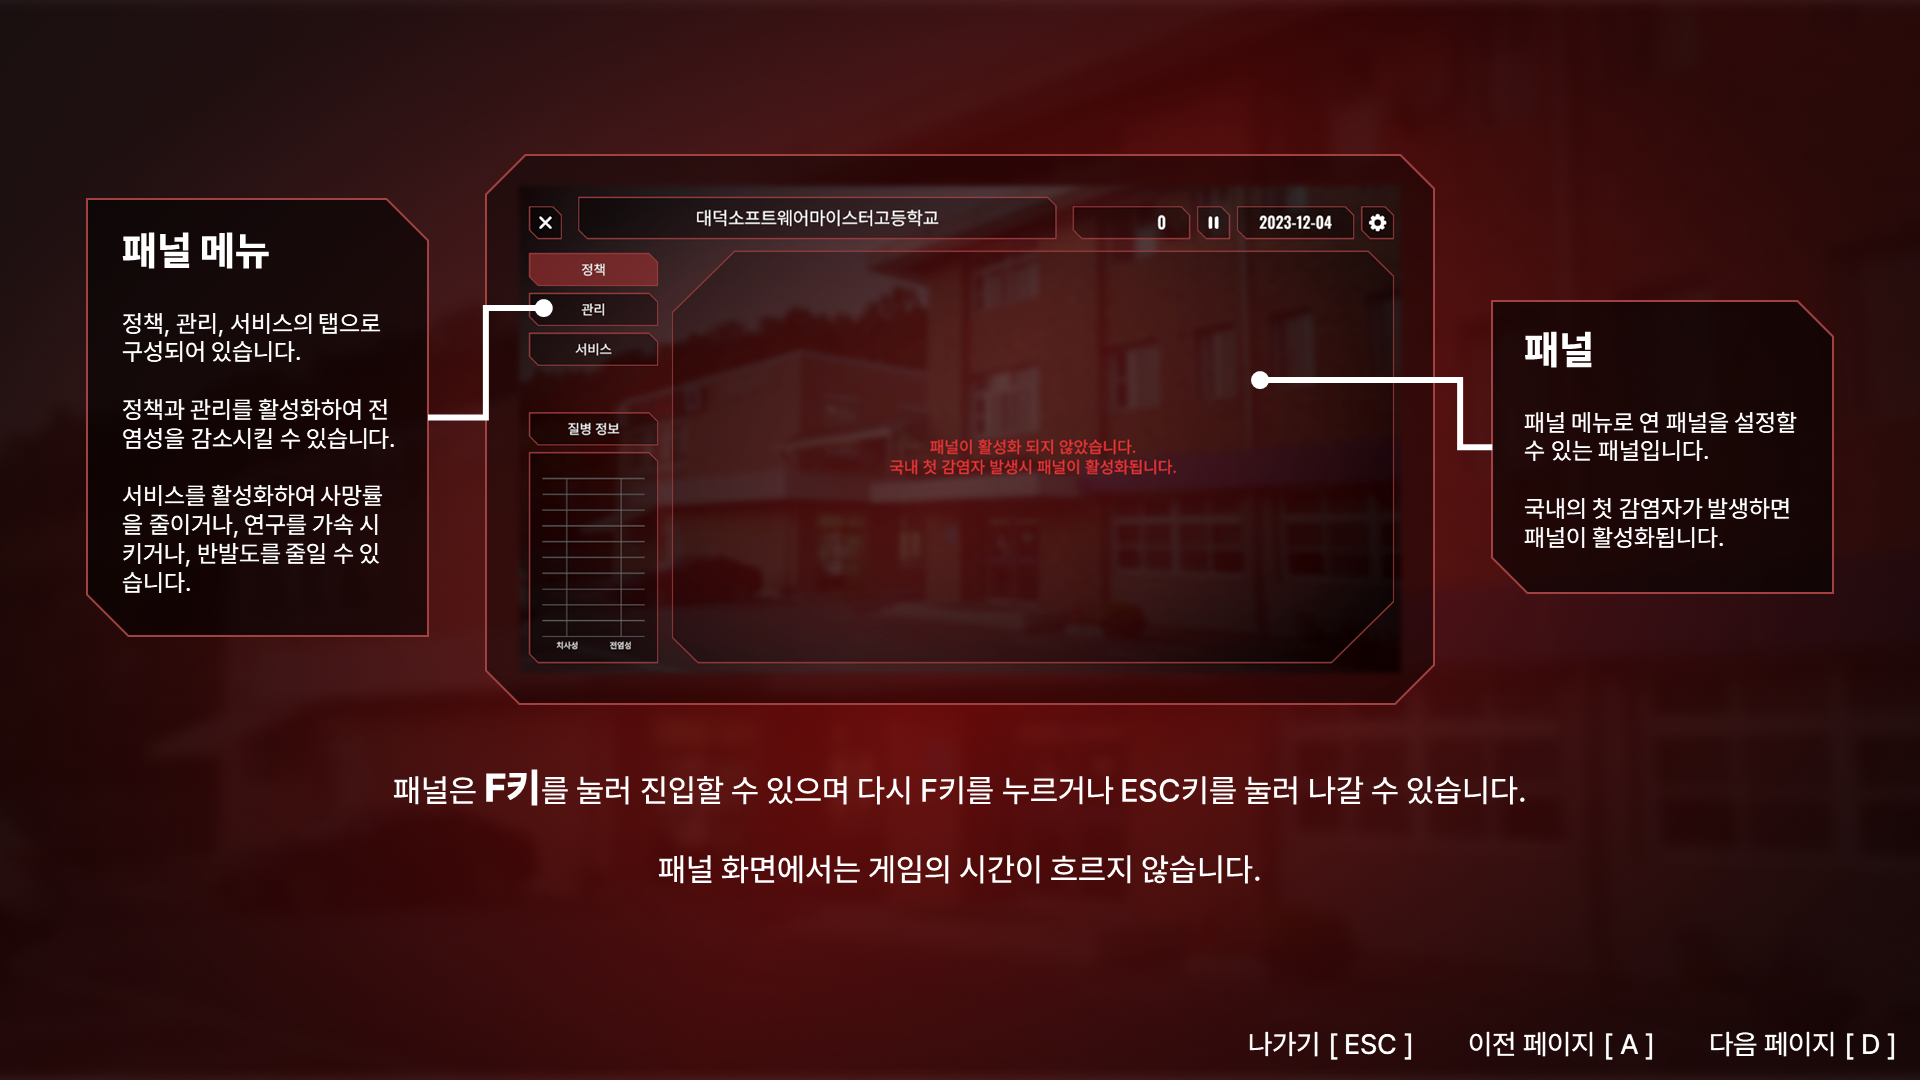 패널 메뉴
정책, 관리, 서비스의 탭으로
구성되어 있습니다.
정책과 관리를 활성화하여 전
염성을 감소시킬 수 있습니다.
서비스를 활성화하여 사망률
을 줄이거나, 연구를 가속 시
키거나, 반발도를 줄일 수 있
습니다.
대덕소프트웨어마이스터고등학교
0
2023-12-04
정책
관리
서비스
질병 정보
치사성 전염성
패널이 활성화 되지 않았습니다.
국내 첫 감염자 발생시 패널이 활성화됩니다.
패널
패널 메뉴로 연 패널을 설정할
수 있는 패널입니다.
국내의 첫 감염자가 발생하면
패널이 활성화됩니다.
패널은 F키를 눌러 진입할 수 있으며 다시 F키를 누르거나 ESC키를 눌러 나갈 수 있습니다.
패널 화면에서는 게임의 시간이 흐르지 않습니다.
나가기 [ ESC ] 이전 페이지 [ A ] 다음 페이지 [ D ]